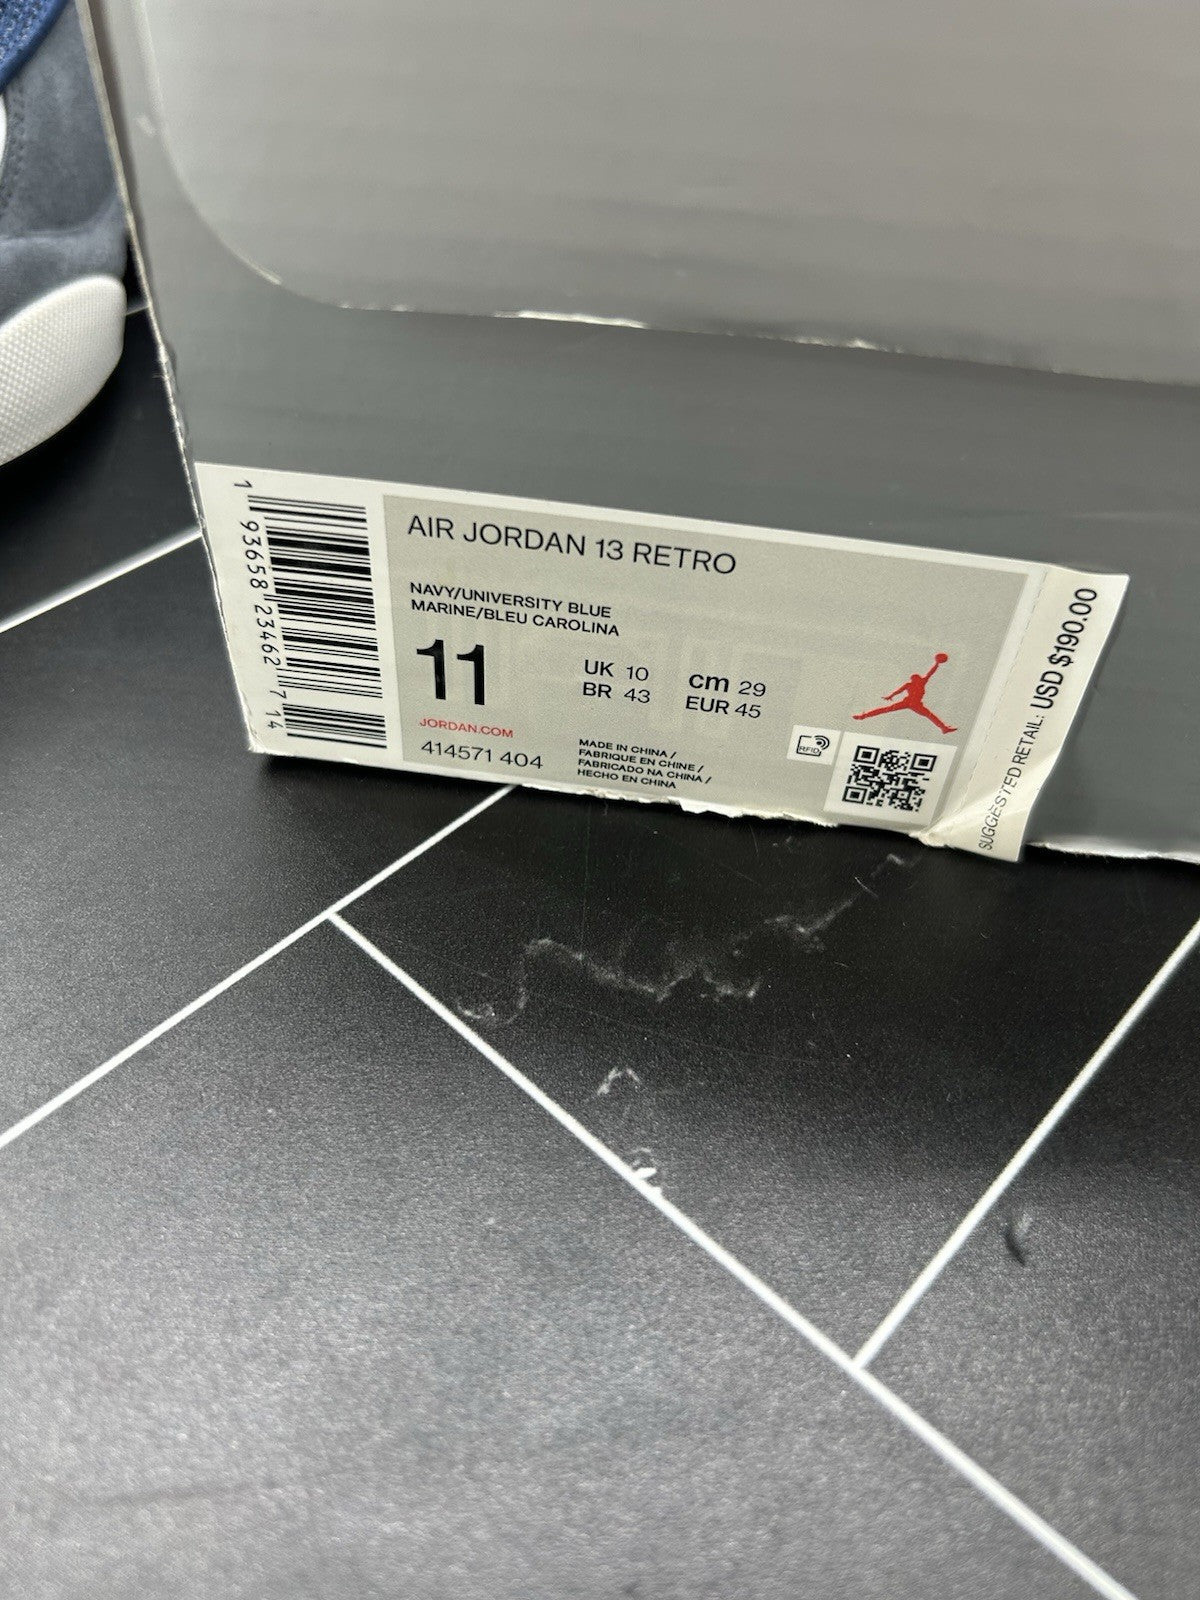 1 93658 23462 7 14
AIR JORDAN 13 RETRO
NAVY/UNIVERSITY BLUE
MARINE/BLEU CAROLINA
11
UK 10
BR 43
cm 29
EUR 45
JORDAN.COM
414571 404
MADE IN CHINA /
FABRIQUE EN CHINE /
FABRICADO NA CHINA /
HECHO EN CHINA
RFID
SUGGESTED RETAIL: USD $190.00